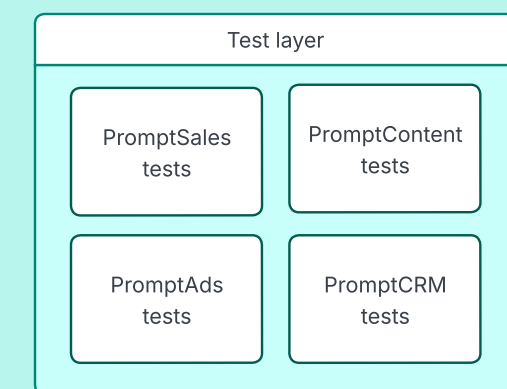 Test layer
PromptSales
tests
PromptContent
tests
PromptAds
tests
PromptCRM
tests